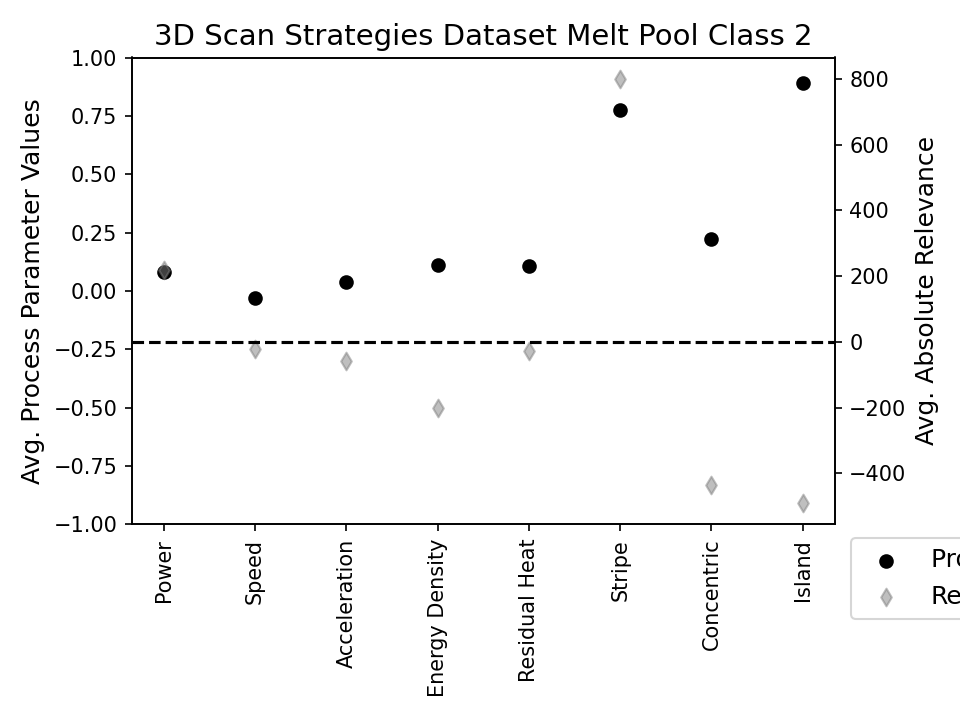 3D Scan Strategies Dataset Melt Pool Class 2
Avg. Process Parameter Values
1.00
0.75
0.50
0.25
0.00
−0.25
−0.50
−0.75
−1.00
800
600
400
200
0
−200
−400
Avg. Absolute Relevance
Power
Speed
Acceleration
Energy Density
Residual Heat
Stripe
Concentric
Island